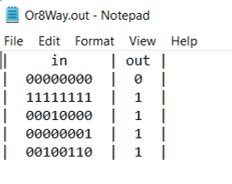 Or8Way.out - Notepad
File Edit Format View Help
| in | out |
| 00000000 | 0 |
| 11111111 | 1 |
| 00010000 | 1 |
| 00000001 | 1 |
| 00100110 | 1 |